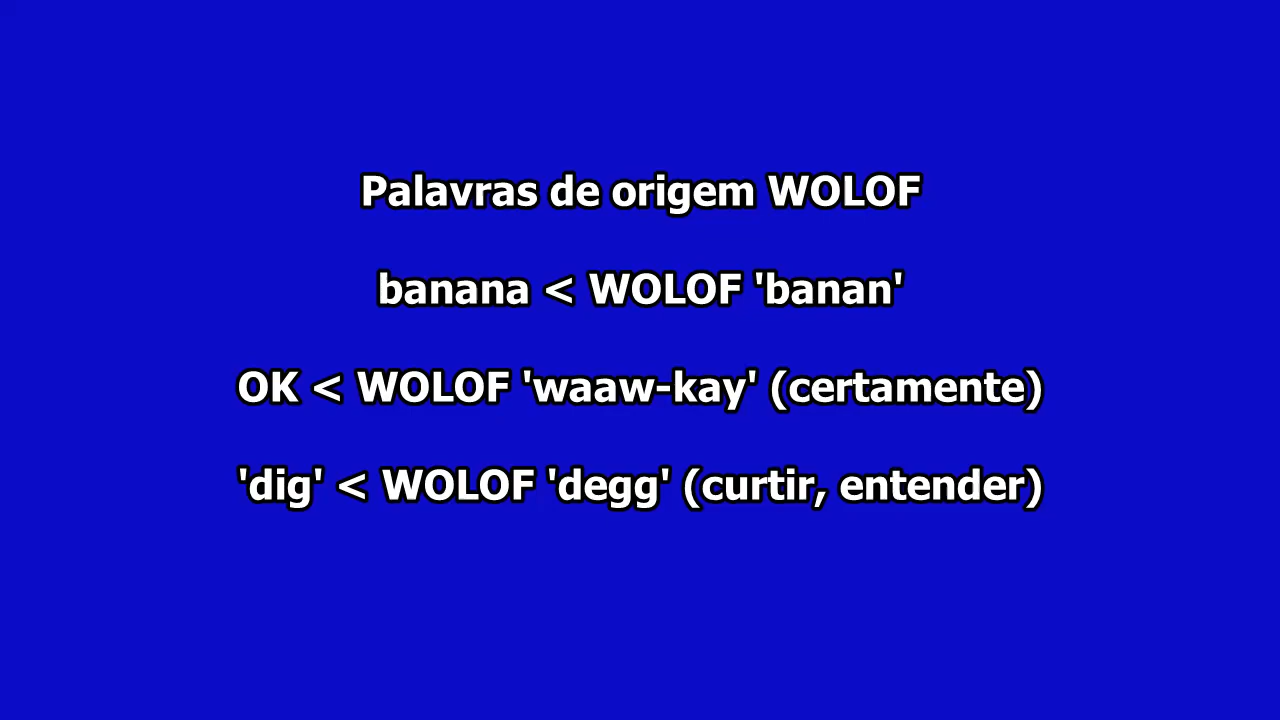 Palavras de origem WOLOF
banana < WOLOF 'banan'
OK < WOLOF 'waaw-kay' (certamente)
'dig' < WOLOF 'degg' (curtir, entender)